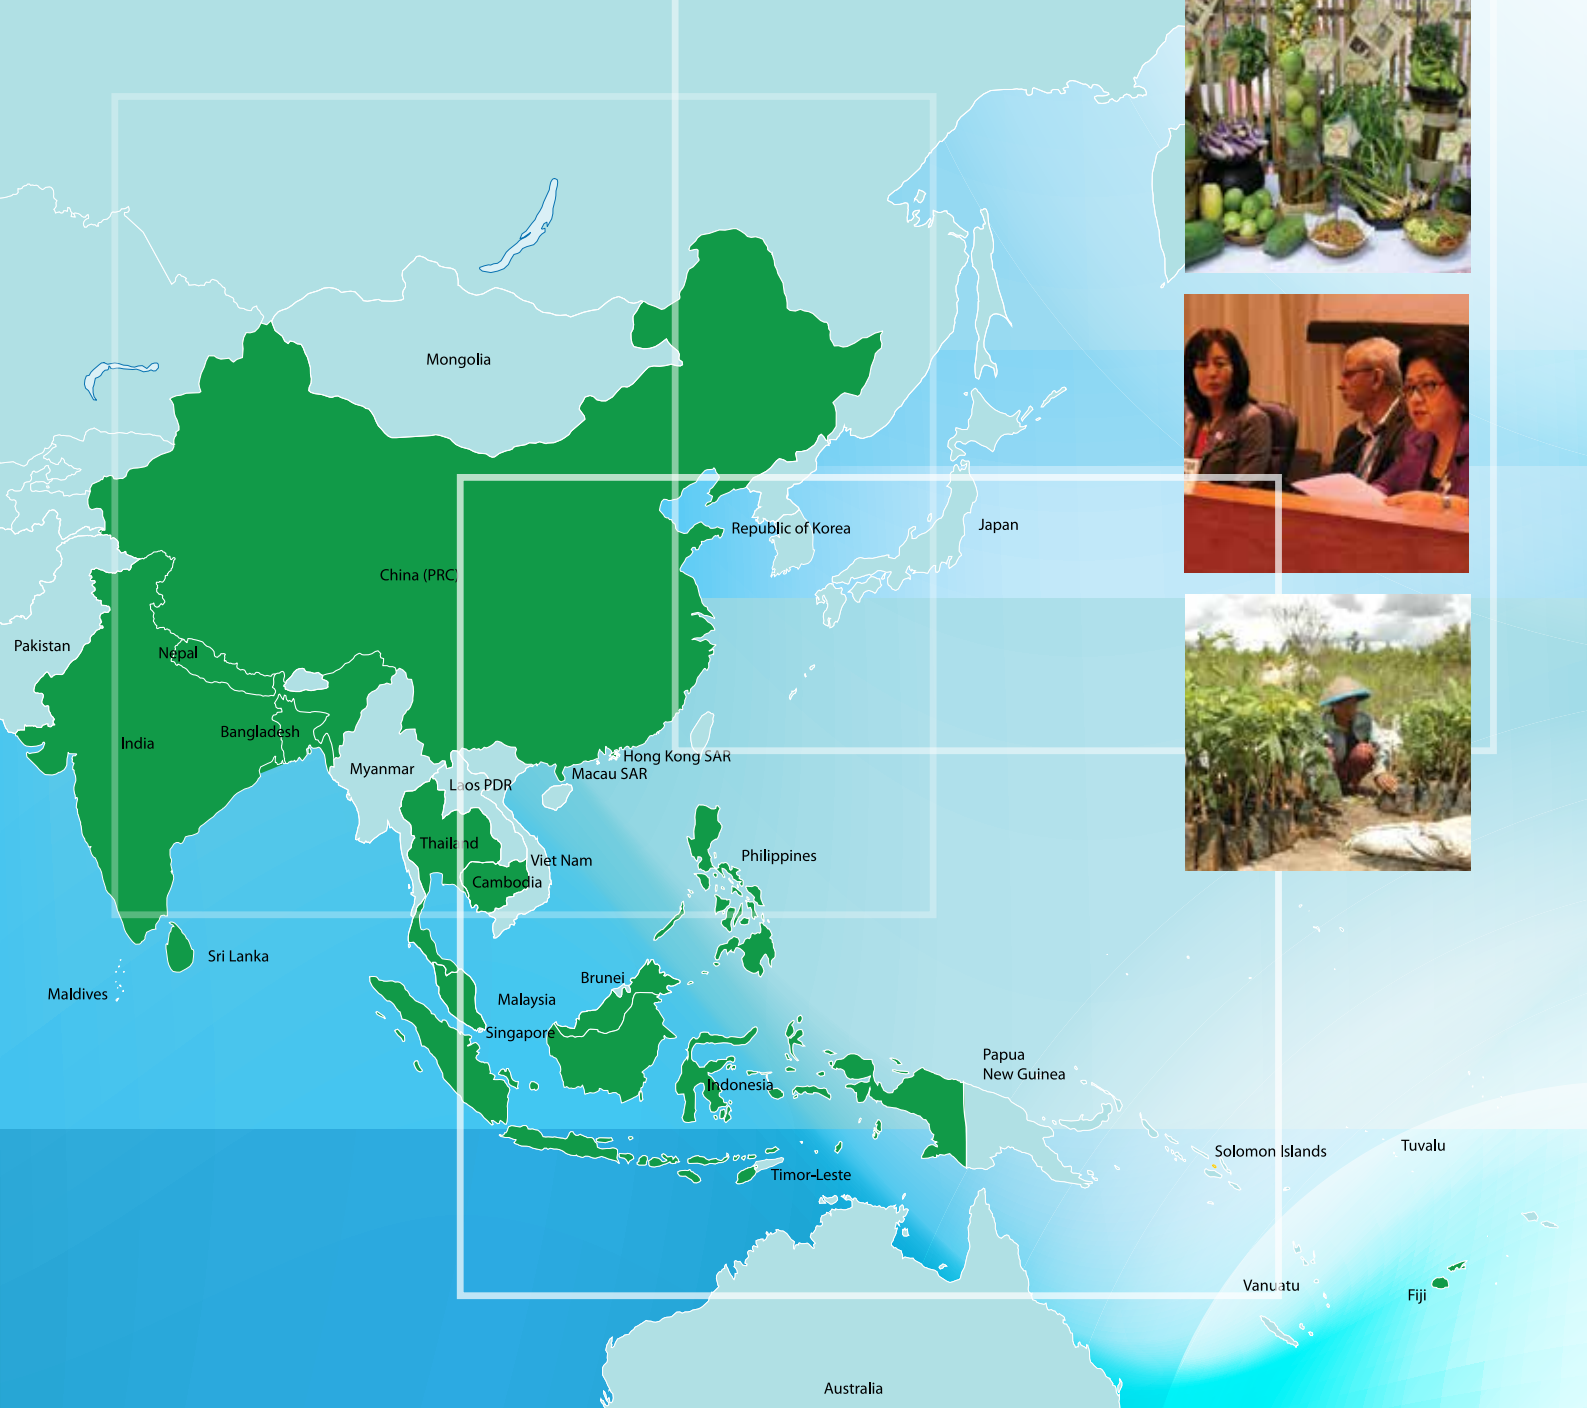 Mongolia
Republic of Korea
Japan
China (PRC)
Pakistan
Nepal
Bangladesh
India
Hong Kong SAR
Macau SAR
Myanmar
Laos PDR
Thailand
Viet Nam
Cambodia
Philippines
Sri Lanka
Maldives
Brunei
Malaysia
Singapore
Indonesia
Papua
New Guinea
Solomon Islands
Tuvalu
Timor-Leste
Vanuatu
Fiji
Australia